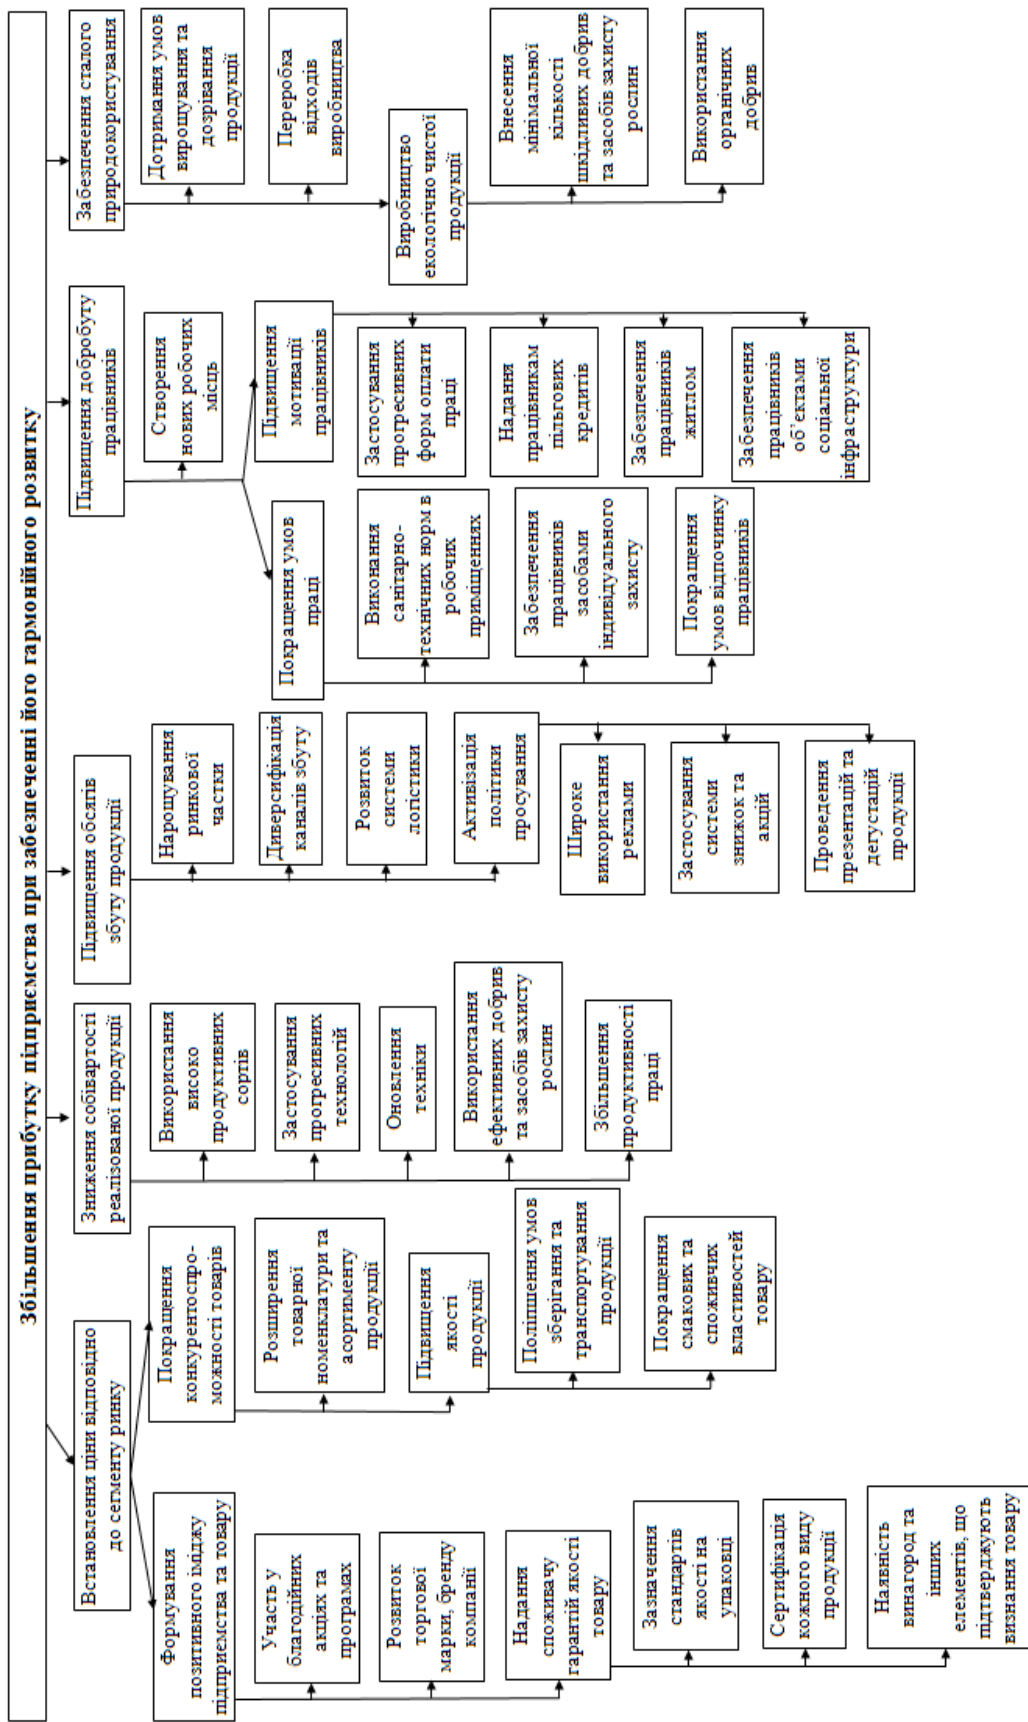 Збільшення прибутку підприємства при забезпеченні його гармонійного розвитку
Встановлення ціни відповідно
до сегменту ринку
Формування
позитивного іміджу
підприємства та товару
Участь у
благодійних
акціях та
програмах
Розвиток
торгової
марки, бренду
компанії
Надання
споживачу
гарантій якості
товару
Зазначення
стандартів
якості на
упаковці
Сертифікація
кожного виду
продукції
Наявність
винагород та
інших
елементів, що
підтверджують
визнання товару
Покращення
конкурентоспро-
можності товарів
Розширення
товарної
номенклатури та
асортименту
продукції
Підвищення
якості
продукції
Поліпшення умов
зберігання та
транспортування
продукції
Покращення
смакових та
споживчих
властивостей
товару
Зниження собівартості
реалізованої продукції
Використання
високо
продуктивних
сортів
Застосування
прогресивних
технологій
Оновлення
техніки
Використання
ефективних добрив
та засобів захисту
рослин
Збільшення
продуктивності
праці
Підвищення обсягів
збуту продукції
Нарощування
ринкової
частки
Диверсифікація
каналів збуту
Розвиток
системи
логістики
Активізація
політики
просування
Широке
використання
реклами
Застосування
системи
знижок та
акцій
Проведення
презентацій та
дегустацій
продукції
Підвищення добробуту
працівників
Створення
нових робочих
місць
Покращення умов
праці
Виконання
санітарно-
технічних норм в
робочих
приміщеннях
Забезпечення
працівників
засобами
індивідуального
захисту
Покращення
умов відпочинку
працівників
Підвищення
мотивації
працівників
Застосування
прогресивних
форм оплати
праці
Надання
працівникам
пільгових
кредитів
Забезпечення
працівників
житлом
Забезпечення
працівників
об’єктами
соціальної
інфраструктури
Забезпечення сталого
природокористування
Дотримання умов
вирощування та
дозрівання
продукції
Переробка
відходів
виробництва
Виробництво
екологічно чистої
продукції
Внесення
мінімальної
кількості
шкідливих добрив
та засобів захисту
рослин
Використання
органічних
добрив